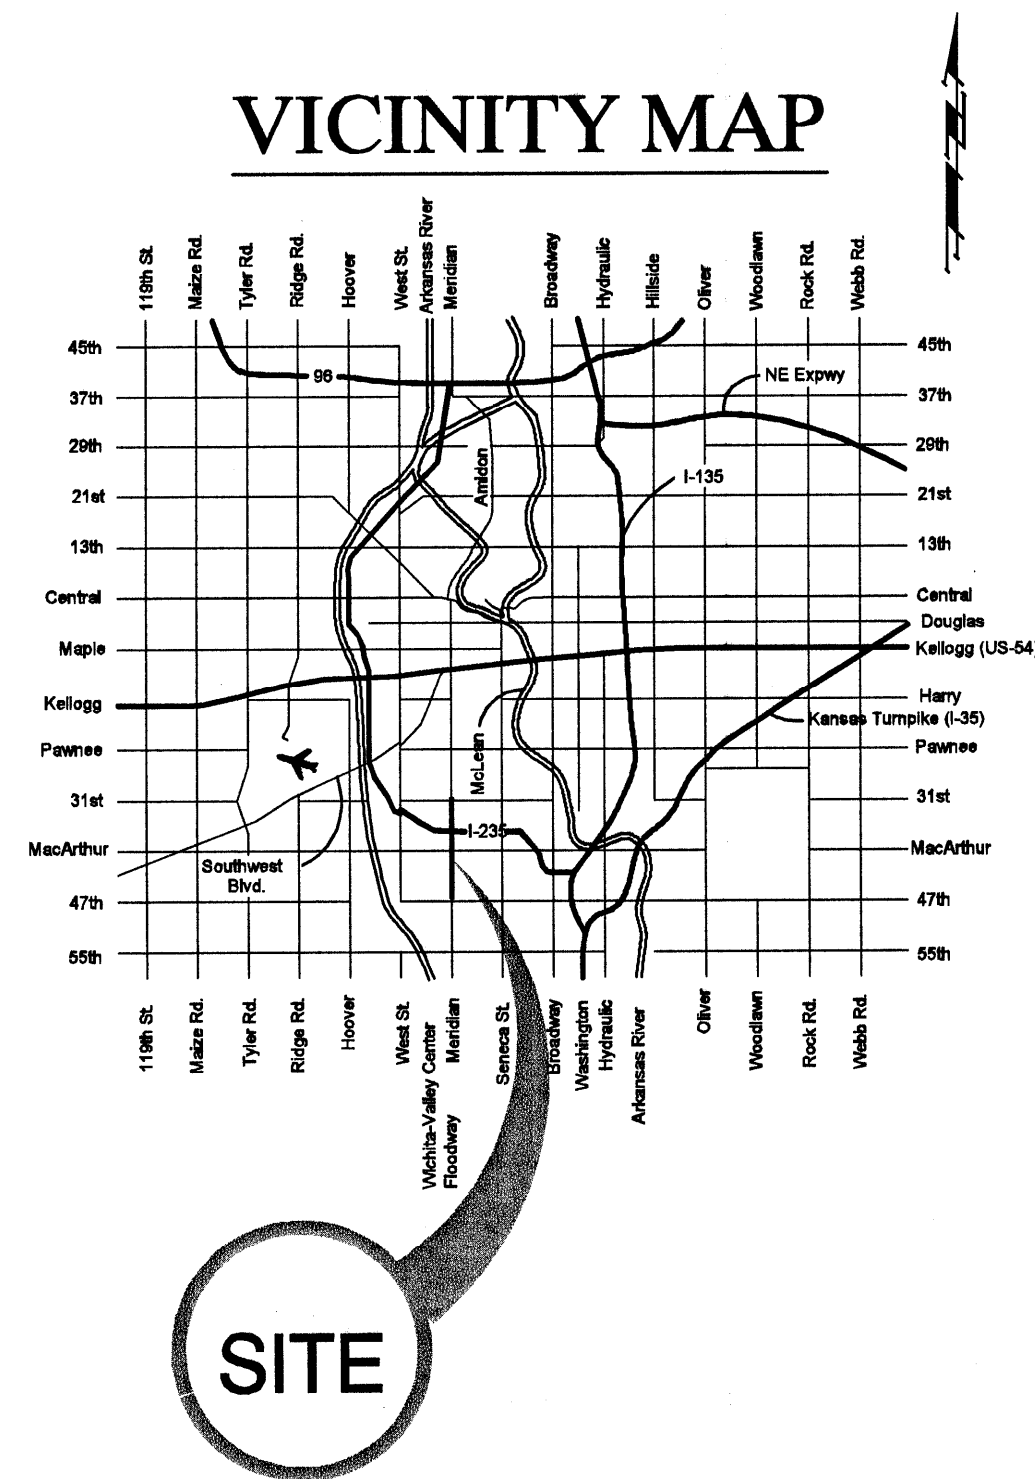 VICINITY MAP
119th St.
Maize Rd.
Tyler Rd.
Ridge Rd.
Hoover
West St.
Arkansas River
Meridian
Broadway
Hydraulic
Hillside
Oliver
Woodlawn
Rock Rd.
Webb Rd.
45th
45th
96
NE Expwy
37th
37th
29th
29th
Amidon
I-135
21st
21st
13th
13th
Central
Central
Douglas
Maple
Kellogg (US-54)
Kellogg
Harry
Kansas Turnpike (I-35)
Pawnee
Pawnee
McLean
31st
31st
I-235
MacArthur
MacArthur
Southwest
Blvd.
47th
47th
55th
55th
119th St.
Maize Rd.
Tyler Rd.
Ridge Rd.
Hoover
West St.
Wichita-Valley Center
Floodway
Meridian
Seneca St.
Broadway
Washington
Hydraulic
Arkansas River
Oliver
Woodlawn
Rock Rd.
Webb Rd.
SITE